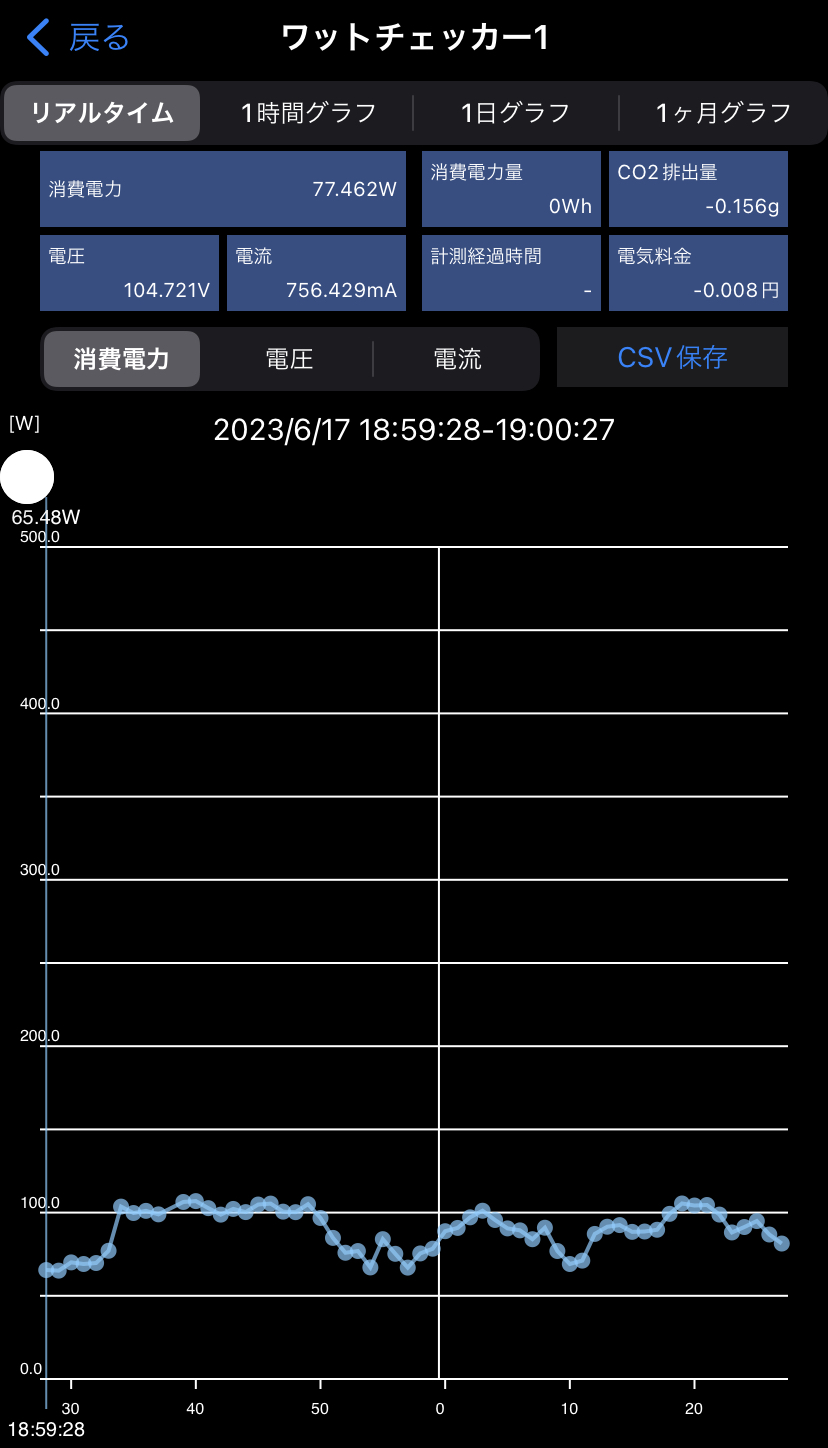 戻る
ワットチェッカー1
リアルタイム 1時間グラフ 1日グラフ 1ヶ月グラフ
消費電力 77.462W
消費電力量
0Wh
CO2排出量
-0.156g
電圧
104.721V
電流
756.429mA
計測経過時間
-
電気料金
-0.008円
消費電力 電圧 電流 CSV保存
[W]
2023/6/17 18:59:28-19:00:27
65.48W
500.0
400.0
300.0
200.0
100.0
0.0
30 40 50 0 10 20
18:59:28